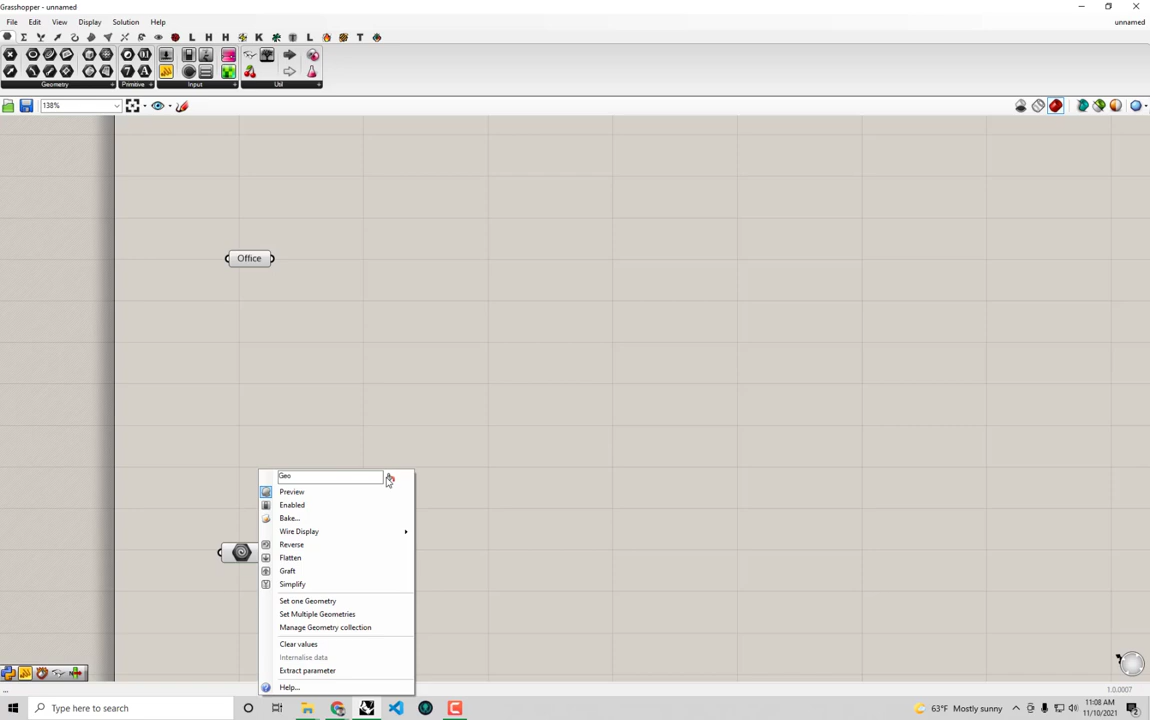 Grasshopper - unnamed
File Edit View Display Solution Help unnamed
Geometry Primitive Input Util
138%
Office
Geo
Preview
Enabled
Bake...
Wire Display
Reverse
Flatten
Graft
Simplify
Set one Geometry
Set Multiple Geometries
Manage Geometry collection
Clear values
Internalise data
Extract parameter
Help...
...
1.0.0007
Type here to search
63°F Mostly sunny
11:08 AM
11/10/2021
2